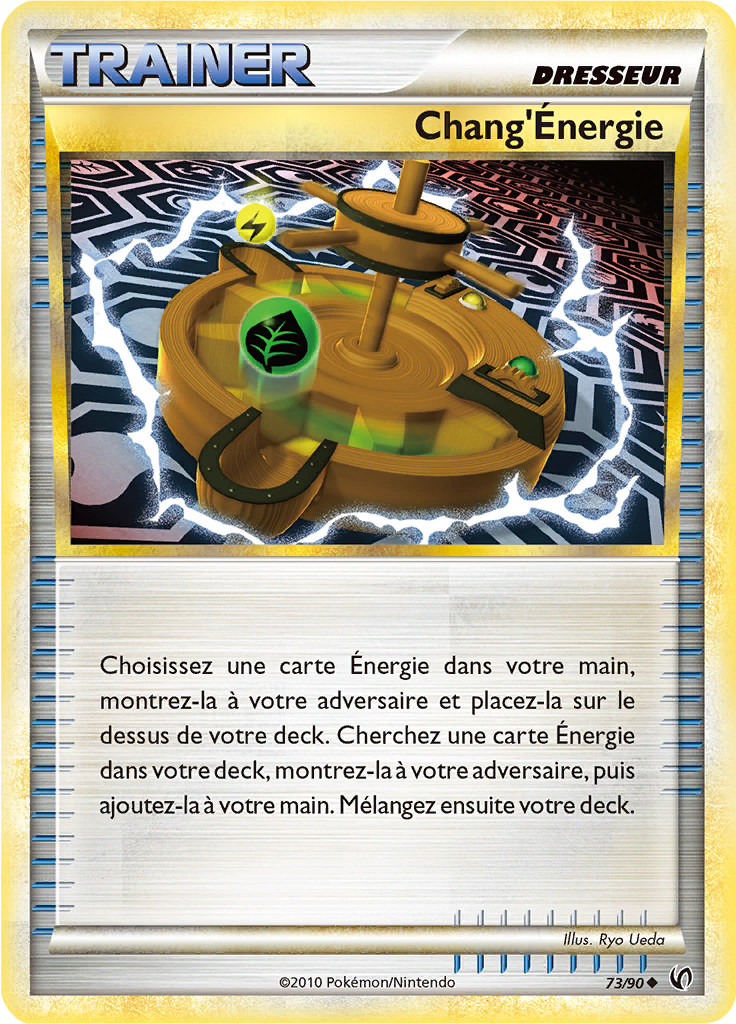 TRAINER
DRESSEUR
Chang'Énergie
Choisissez une carte Énergie dans votre main,
montrez-la à votre adversaire et placez-la sur le
dessus de votre deck. Cherchez une carte Énergie
dans votre deck, montrez-la à votre adversaire, puis
ajoutez-la à votre main. Mélangez ensuite votre deck.
Illus. Ryo Ueda
©2010 Pokémon/Nintendo
73/90